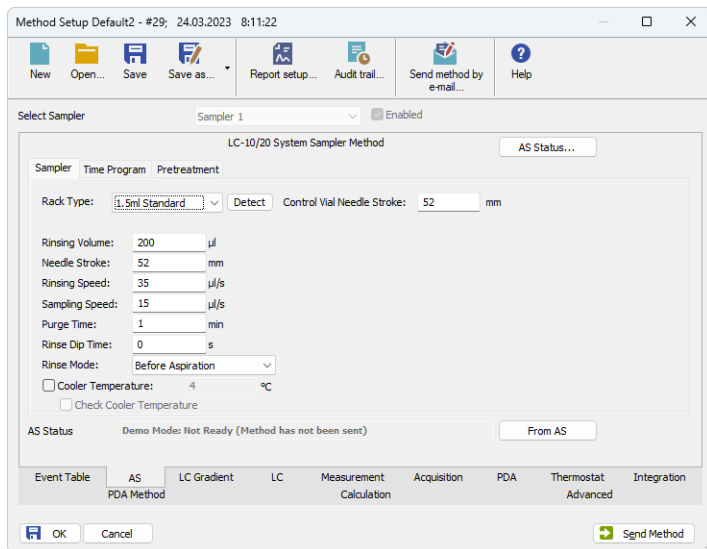 Method Setup Default2 - #29; 24.03.2023 8:11:22
New Open... Save Save as... Report setup... Audit trail... Send method by e-mail... Help
Select Sampler Sampler 1 Enabled
LC-10/20 System Sampler Method AS Status...
Sampler Time Program Pretreatment
Rack Type: 1.5ml Standard Detect Control Vial Needle Stroke: 52 mm
Rinsing Volume: 200 µl
Needle Stroke: 52 mm
Rinsing Speed: 35 µl/s
Sampling Speed: 15 µl/s
Purge Time: 1 min
Rinse Dip Time: 0 s
Rinse Mode: Before Aspiration
Cooler Temperature: 4 °C
Check Cooler Temperature
AS Status Demo Mode: Not Ready (Method has not been sent) From AS
Event Table AS LC Gradient LC Measurement Acquisition PDA Thermostat Integration
PDA Method Calculation Advanced
OK Cancel Send Method